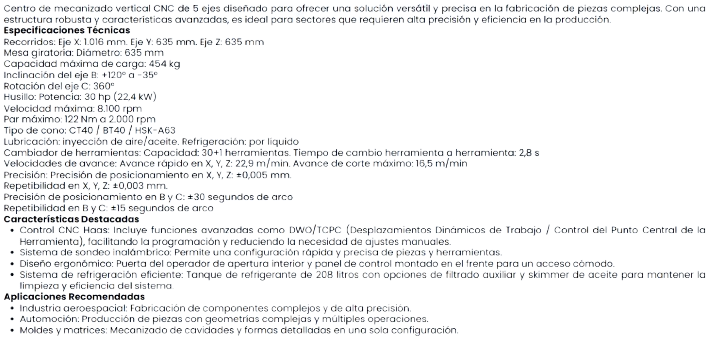 Centro de mecanizado vertical CNC de 5 ejes diseñado para ofrecer una solución versátil y precisa en la fabricación de piezas complejas. Con una
estructura robusta y características avanzadas, es ideal para sectores que requieren alta precisión y eficiencia en la producción.
Especificaciones Técnicas
Recorridos: Eje X: 1.016 mm. Eje Y: 635 mm. Eje Z: 635 mm
Mesa giratoria: Diámetro: 635 mm
Capacidad máxima de carga: 454 kg
Inclinación del eje B: +120° a -35°
Rotación del eje C: 360°
Husillo: Potencia: 30 hp (22,4 kW)
Velocidad máxima: 8.100 rpm
Par máximo: 122 Nm a 2.000 rpm
Tipo de cono: CT40 / BT40 / HSK-A63
Lubricación: inyección de aire/aceite. Refrigeración: por líquido
Cambiador de herramientas: Capacidad: 30+1 herramientas. Tiempo de cambio herramienta a herramienta: 2,8 s
Velocidades de avance: Avance rápido en X, Y, Z: 22,9 m/min. Avance de corte máximo: 16,5 m/min
Precisión: Precisión de posicionamiento en X, Y, Z: ±0,005 mm.
Repetibilidad en X, Y, Z: ±0,003 mm.
Precisión de posicionamiento en B y C: ±30 segundos de arco
Repetibilidad en B y C: ±15 segundos de arco
Características Destacadas
• Control CNC Haas: Incluye funciones avanzadas como DWO/TCPC (Desplazamientos Dinámicos de Trabajo / Control del Punto Central de la
Herramienta), facilitando la programación y reduciendo la necesidad de ajustes manuales.
• Sistema de sondeo inalámbrico: Permite una configuración rápida y precisa de piezas y herramientas.
• Diseño ergonómico: Puerta del operador de apertura interior y panel de control montado en el frente para un acceso cómodo.
• Sistema de refrigeración eficiente: Tanque de refrigerante de 208 litros con opciones de filtrado auxiliar y skimmer de aceite para mantener la
limpieza y eficiencia del sistema
Aplicaciones Recomendadas
• Industria aeroespacial: Fabricación de componentes complejos y de alta precisión.
• Automoción: Producción de piezas con geometrías complejas y múltiples operaciones.
• Moldes y matrices: Mecanizado de cavidades y formas detalladas en una sola configuración.